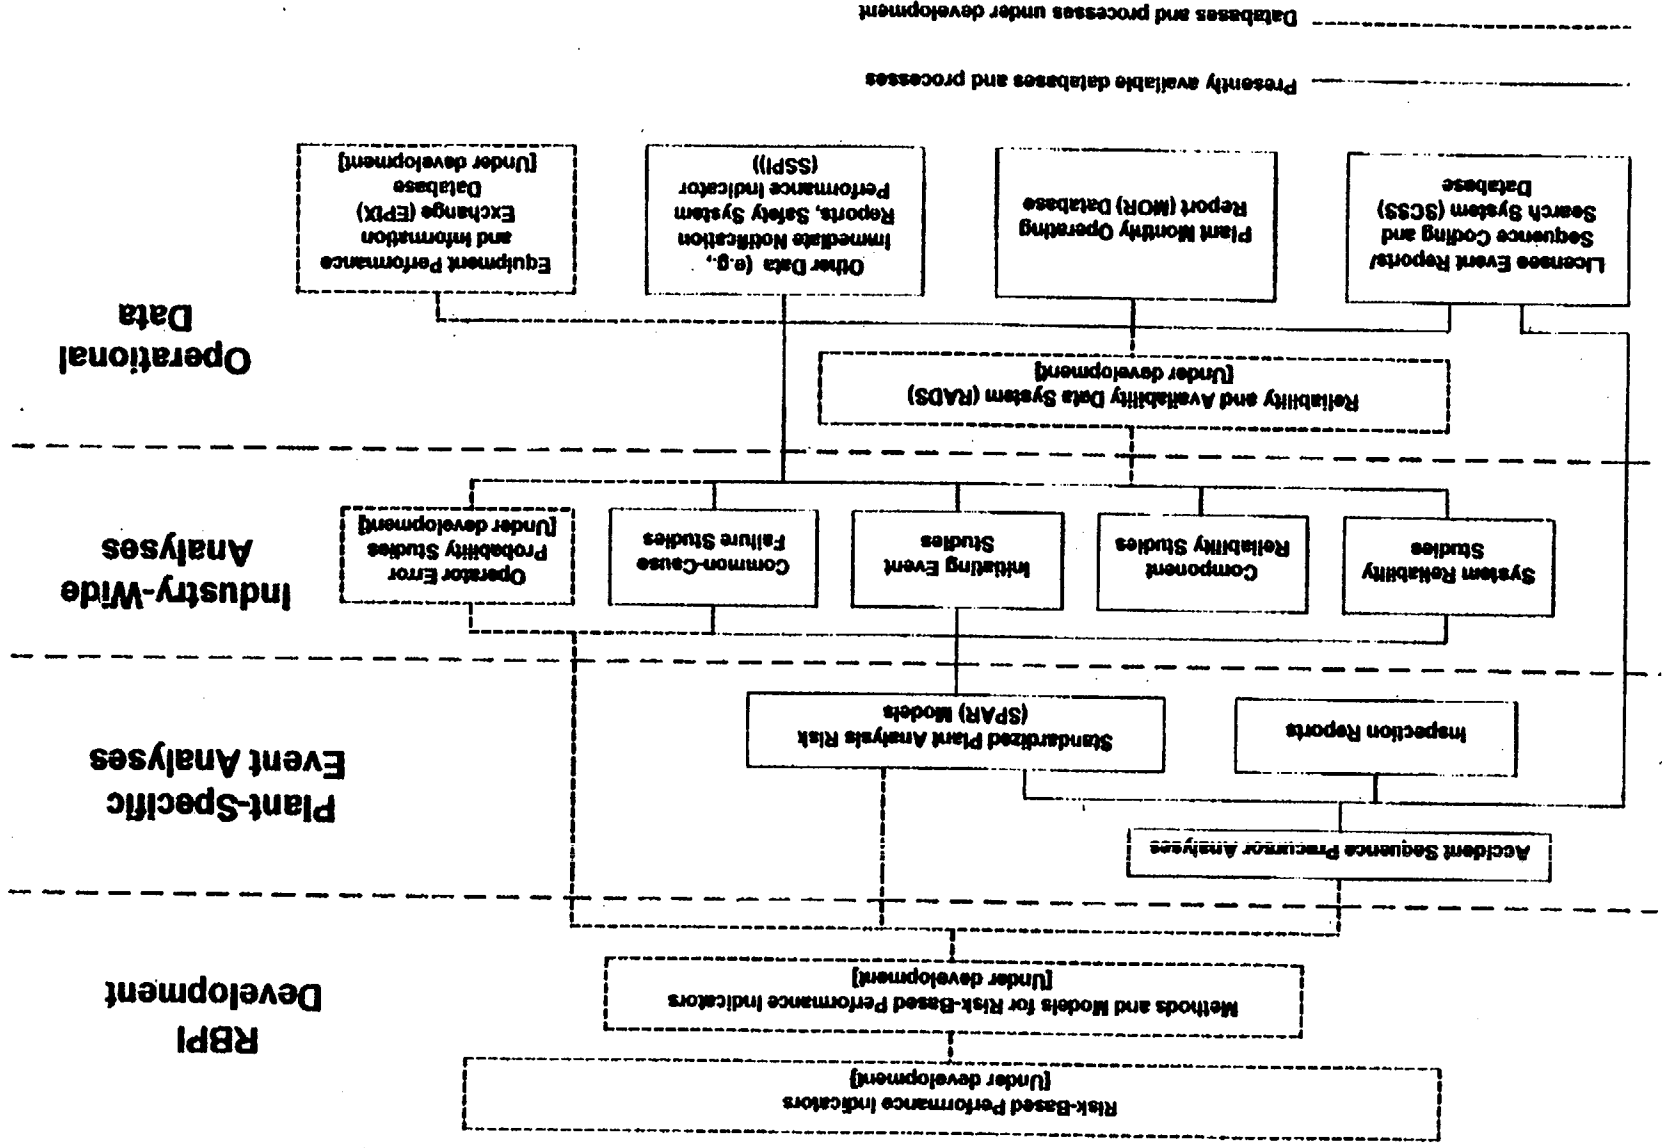 Risk-Based Performance Indicators
[Under development]
RBPI
Development
Methods and Models for Risk-Based Performance Indicators
[Under development]
Accident Sequence Precursor Analyses
Plant-Specific
Event Analyses
Inspection Reports
Standardized Plant Analysis Risk
(SPAR) Models
System Reliability
Studies
Component
Reliability Studies
Initiating Event
Studies
Common-Cause
Failure Studies
Operator Error
Probability Studies
[Under development]
Industry-Wide
Analyses
Reliability and Availability Data System (RADS)
[Under development]
Operational
Data
Licensee Event Reports/
Sequence Coding and
Search System (SCSS)
Database
Plant Monthly Operating
Report (MOR) Database
Other Data (e.g.,
Immediate Notification
Reports, Safety System
Performance Indicator
(SSPI))
Equipment Performance
and Information
Exchange (EPIX)
Database
[Under development]
Presently available databases and processes
Databases and processes under development